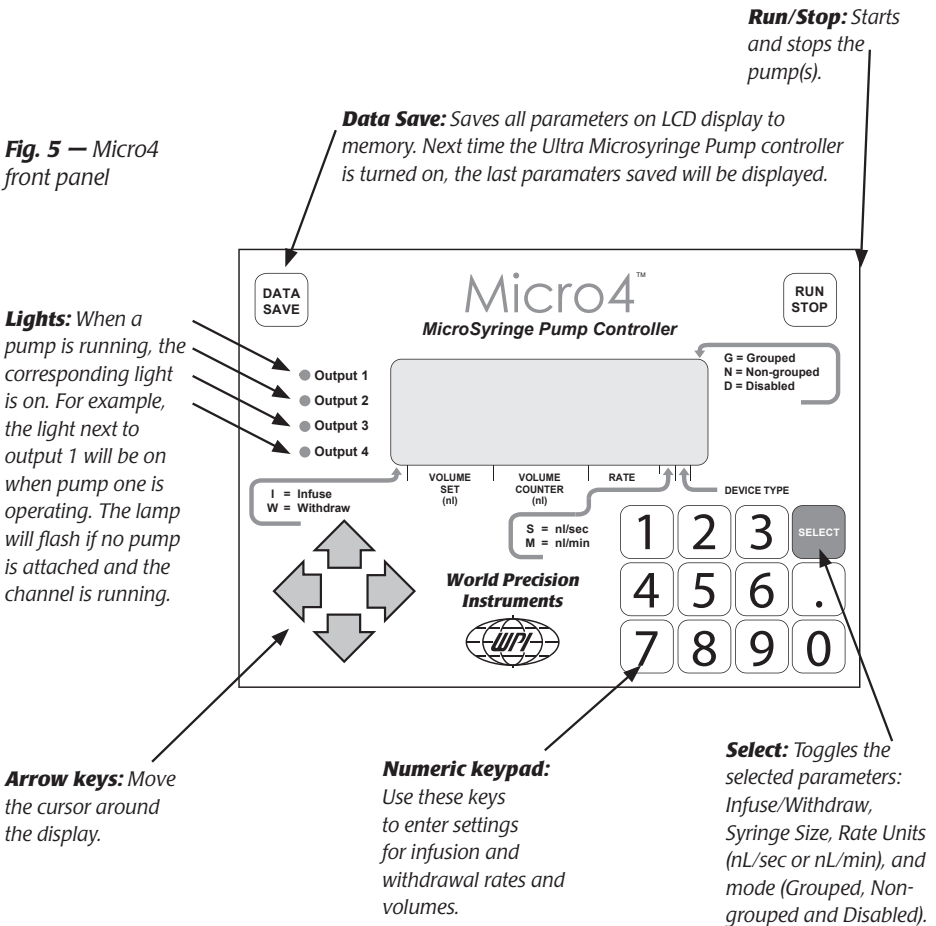 Run/Stop: Starts
and stops the
pump(s).
Data Save: Saves all parameters on LCD display to
memory. Next time the Ultra Microsyringe Pump controller
is turned on, the last paramaters saved will be displayed.
Fig. 5 — Micro4
front panel
DATA
SAVE
Micro4™
MicroSyringe Pump Controller
RUN
STOP
Lights: When a
pump is running, the
corresponding light
is on. For example,
the light next to
output 1 will be on
when pump one is
operating. The lamp
will flash if no pump
is attached and the
channel is running.
Output 1
Output 2
Output 3
Output 4
G = Grouped
N = Non-grouped
D = Disabled
I = Infuse
W = Withdraw
VOLUME
SET
(nl)
VOLUME
COUNTER
(nl)
RATE
DEVICE TYPE
S = nl/sec
M = nl/min
World Precision
Instruments
WPI
1 2 3 SELECT
4 5 6 .
7 8 9 0
Arrow keys: Move
the cursor around
the display.
Numeric keypad:
Use these keys
to enter settings
for infusion and
withdrawal rates and
volumes.
Select: Toggles the
selected parameters:
Infuse/Withdraw,
Syringe Size, Rate Units
(nL/sec or nL/min), and
mode (Grouped, Non-
grouped and Disabled).